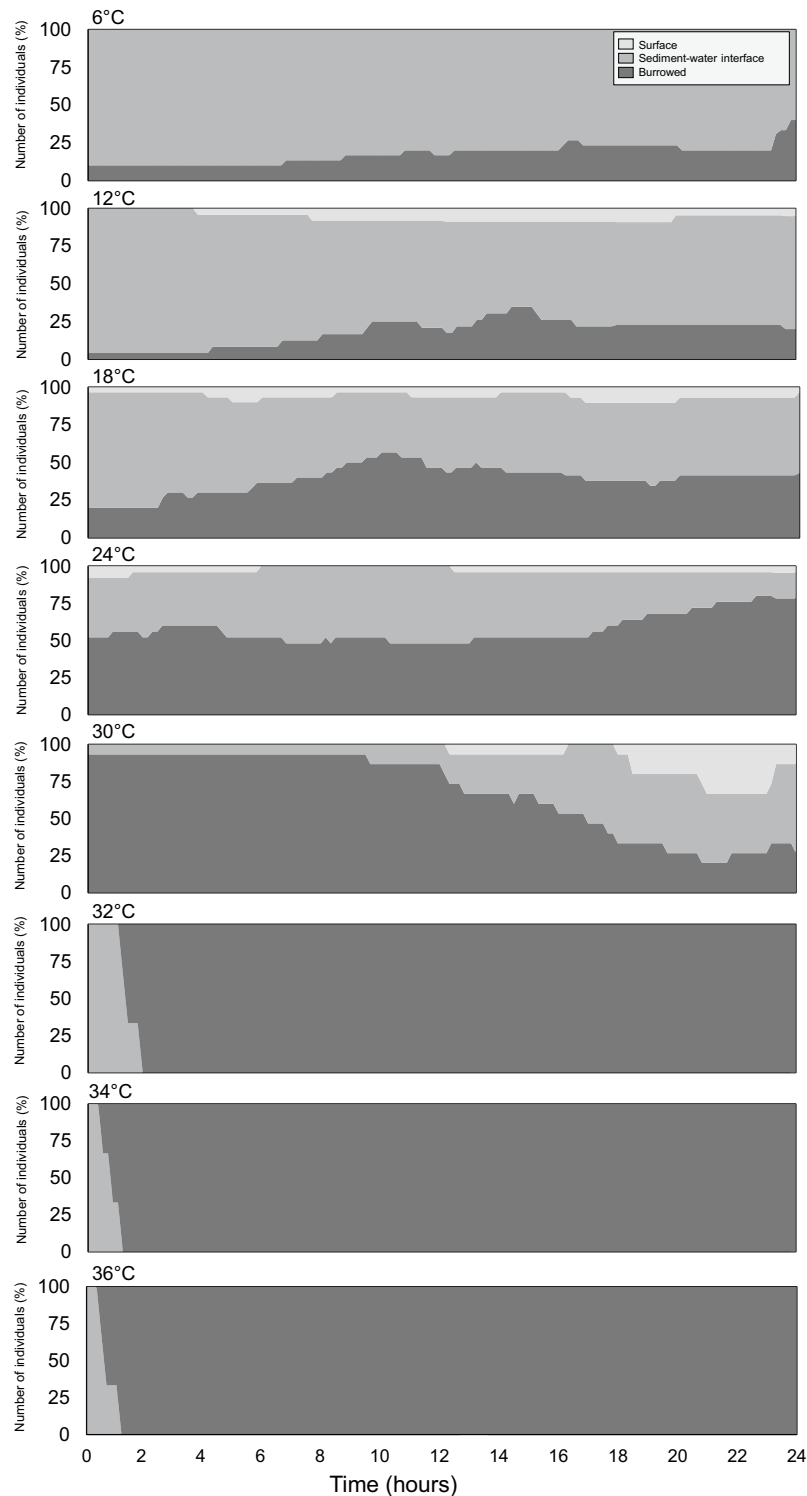 6°C
Number of individuals (%)
100
75
50
25
0
Surface
Sediment-water interface
Burrowed
12°C
Number of individuals (%)
100
75
50
25
0
18°C
Number of individuals (%)
100
75
50
25
0
24°C
Number of individuals (%)
100
75
50
25
0
30°C
Number of individuals (%)
100
75
50
25
0
32°C
Number of individuals (%)
100
75
50
25
0
34°C
Number of individuals (%)
100
75
50
25
0
36°C
Number of individuals (%)
100
75
50
25
0
0 2 4 6 8 10 12 14 16 18 20 22 24
Time (hours)